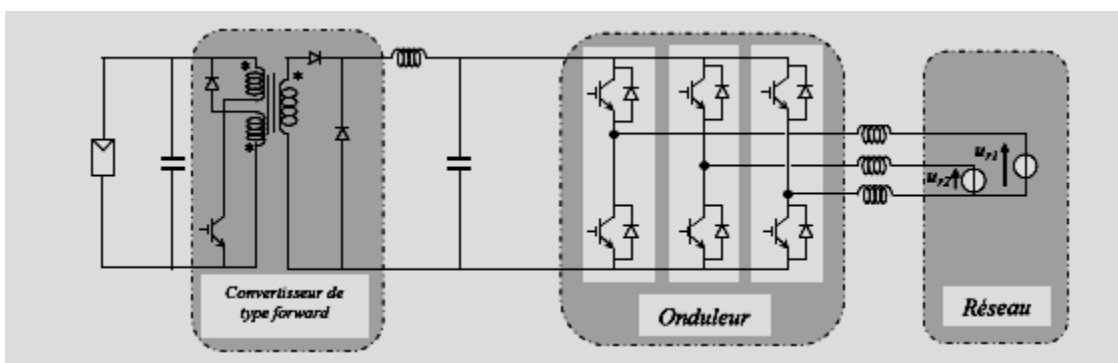 Convertisseur de
type forward
Onduleur
u_r1
u_r2
Réseau